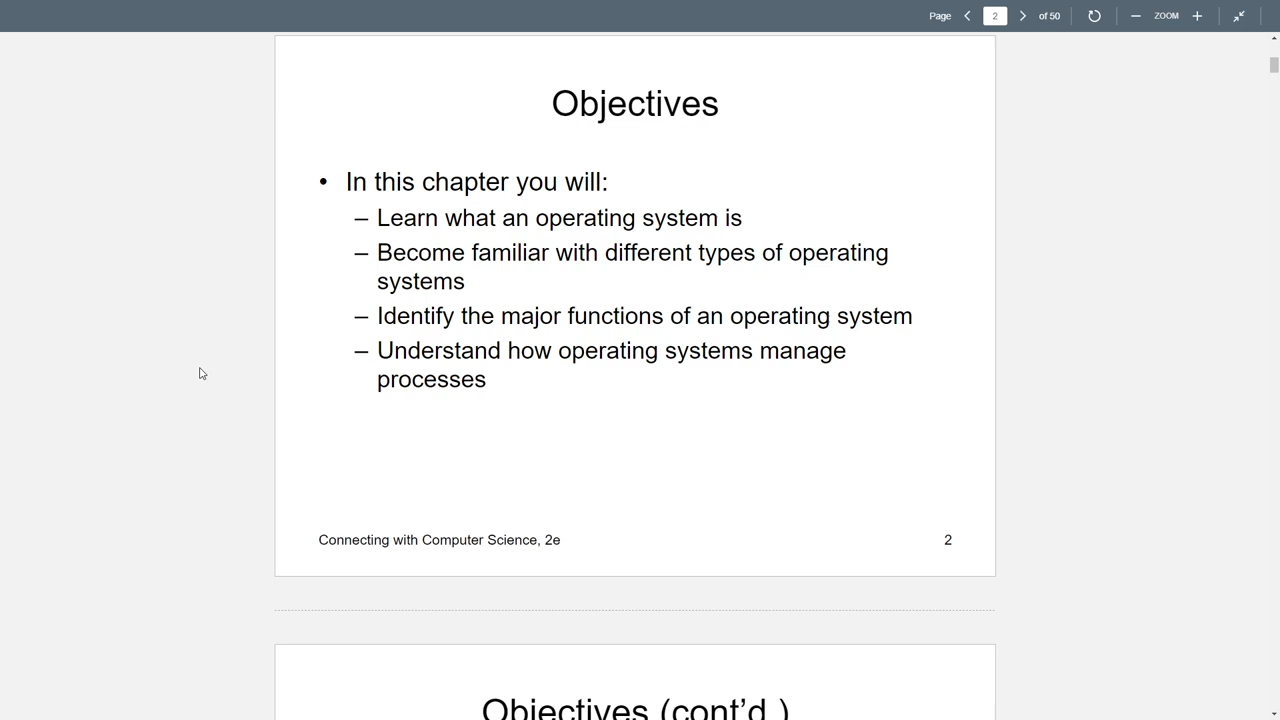 Page 2 of 50 ZOOM
Objectives
• In this chapter you will:
– Learn what an operating system is
– Become familiar with different types of operating
systems
– Identify the major functions of an operating system
– Understand how operating systems manage
processes
Connecting with Computer Science, 2e 2
Objectives (cont’d.)